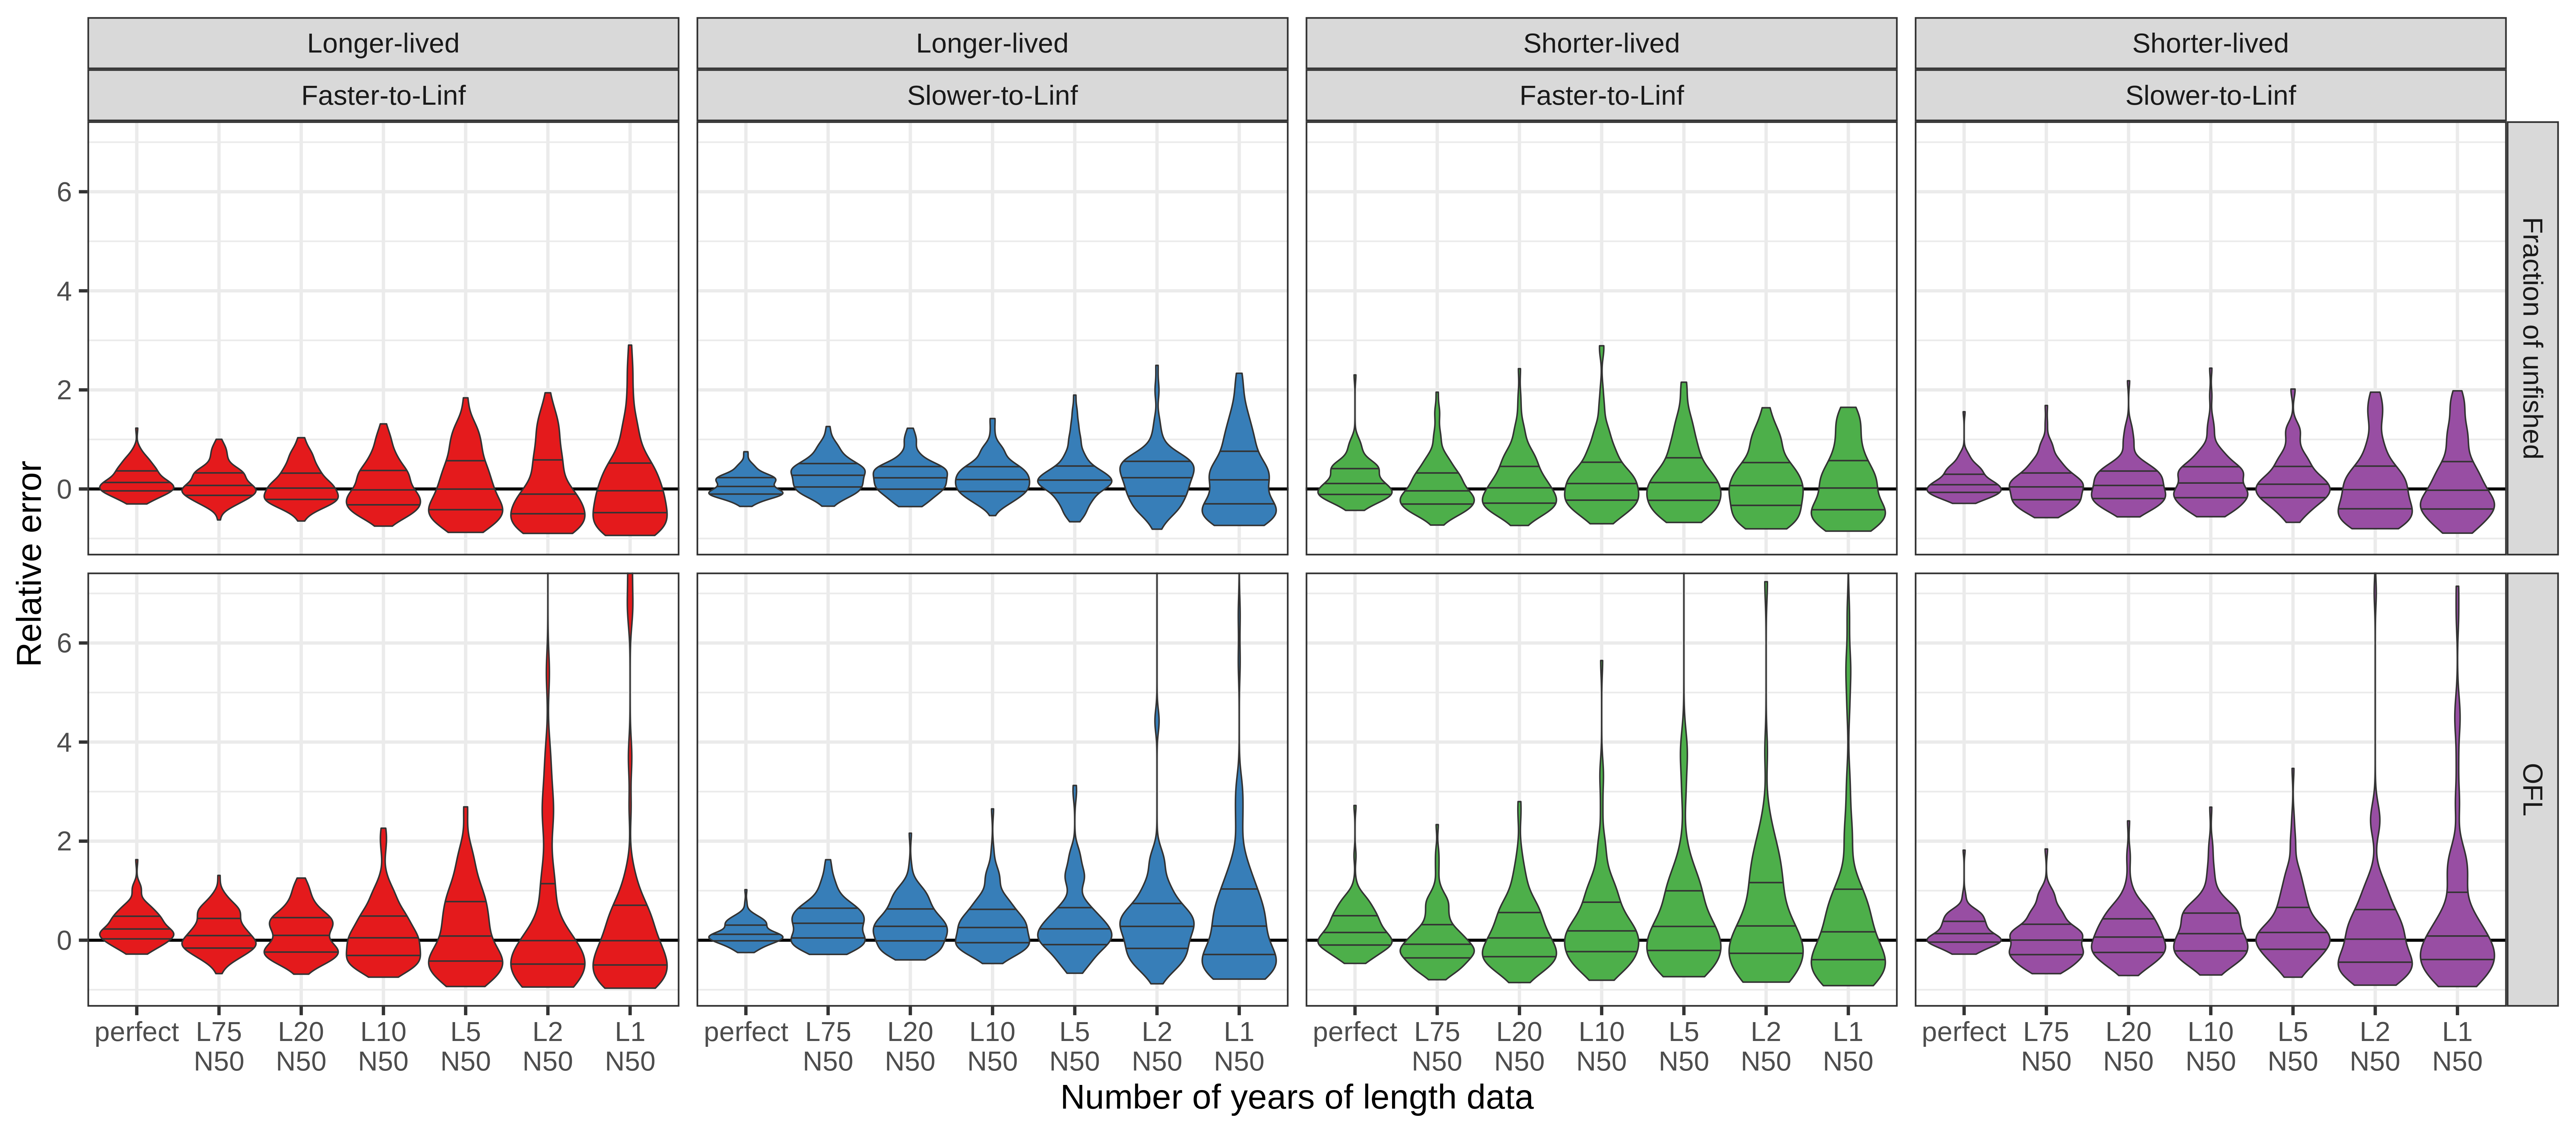 Longer-lived Longer-lived Shorter-lived Shorter-lived
Faster-to-Linf Slower-to-Linf Faster-to-Linf Slower-to-Linf
6
4
2
0
Fraction of unfished
Relative error
6
4
2
0
OFL
perfect L75 L20 L10 L5 L2 L1 perfect L75 L20 L10 L5 L2 L1 perfect L75 L20 L10 L5 L2 L1 perfect L75 L20 L10 L5 L2 L1
N50 N50 N50 N50 N50 N50 N50 N50 N50 N50 N50 N50 N50 N50 N50 N50 N50 N50 N50 N50 N50 N50 N50 N50
Number of years of length data